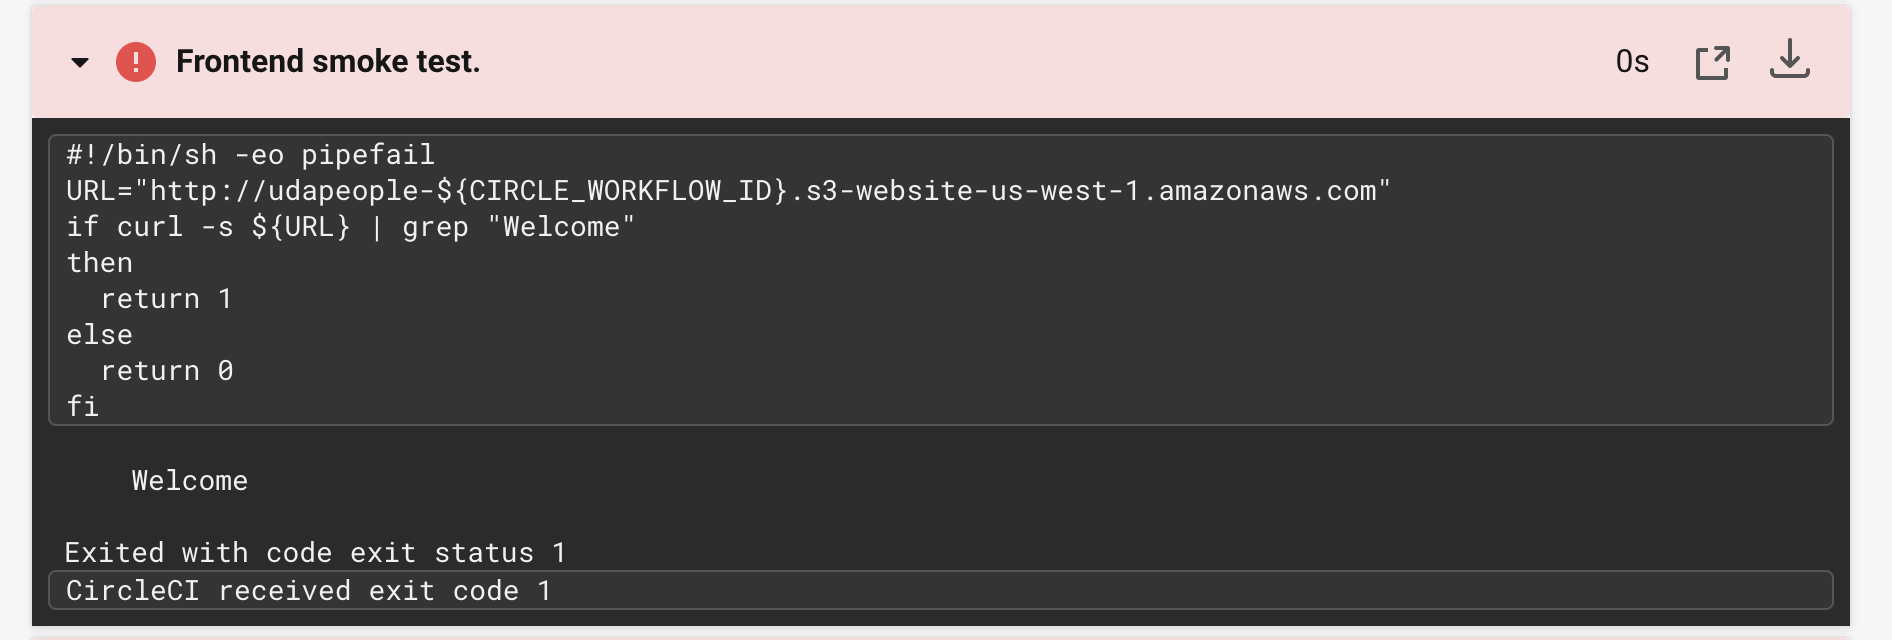 Frontend smoke test.
0s
#!/bin/sh -eo pipefail
URL="http://udapeople-${CIRCLE_WORKFLOW_ID}.s3-website-us-west-1.amazonaws.com"
if curl -s ${URL} | grep "Welcome"
then
  return 1
else
  return 0
fi
    Welcome
Exited with code exit status 1
CircleCI received exit code 1